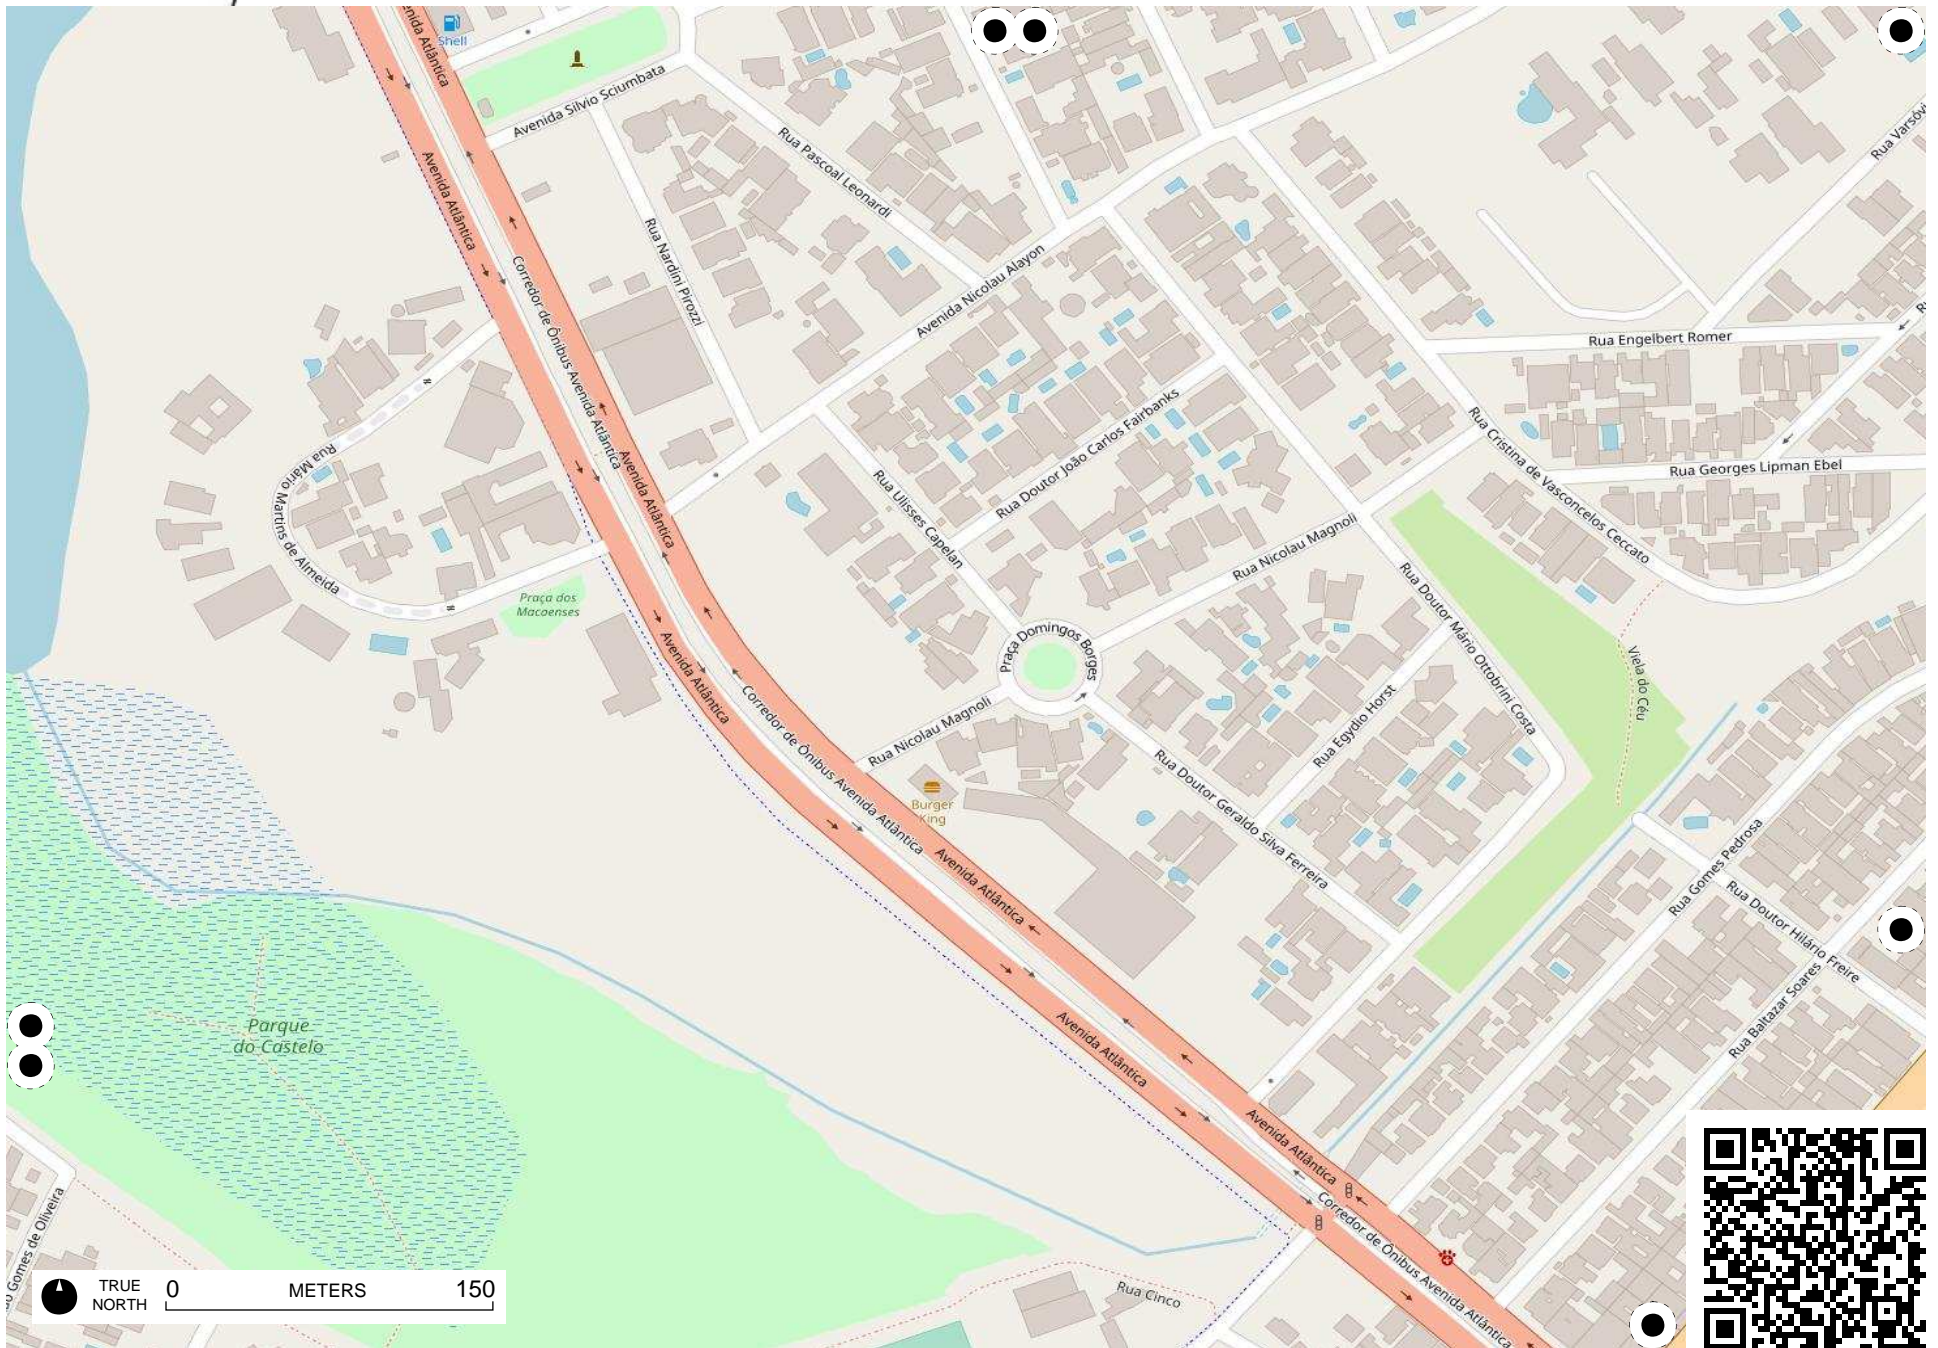 Avenida Atlântica
Shell
Avenida Silvio Sciumbata
Rua Pascoal Leonardi
Rua Varsóvi
Avenida Atlântica
Rua Nardini Pirozzi
Avenida Nicolau Alayon
Corredor de Ônibus Avenida Atlântica
Rua Engelbert Romer
Rua Doutor João Carlos Fairbanks
Rua Cristina de Vasconcelos Ceccato
Rua Georges Lipman Ebel
Rua Mário Martins de Almeida
Avenida Atlântica
Rua Ulisses Capelan
Rua Nicolau Magnoli
Praça dos
Macaenses
Rua Doutor Mário Ottobrini Costa
Praça Domingos Borges
Avenida Atlântica
Viela do Céu
Rua Nicolau Magnoli
Rua Egydio Horst
Corredor de Ônibus Avenida Atlântica
Rua Doutor Geraldo Silva Ferreira
Burger
King
Rua Gomes Pedrosa
Avenida Atlântica
Rua Doutor Hilário Freire
Rua Baltazar Soares
Parque
do Castelo
Avenida Atlântica
Avenida Atlântica
Corredor de Ônibus Avenida Atlântica
Gomes de Oliveira
Rua Cinco
TRUE
NORTH
0 METERS 150